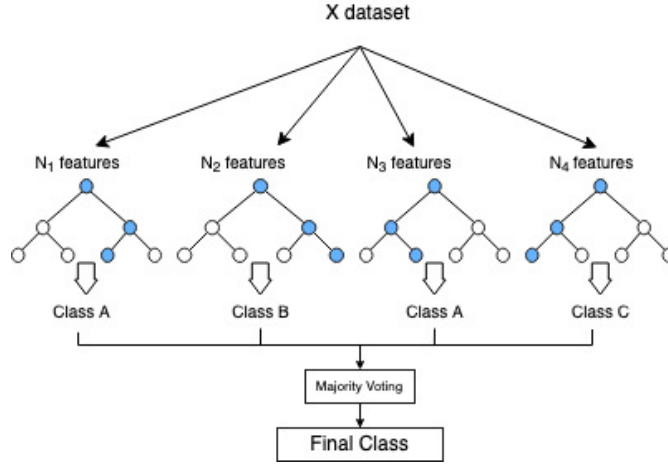 X dataset
N₁ features N₂ features N₃ features N₄ features
Class A Class B Class A Class C
Majority Voting
Final Class